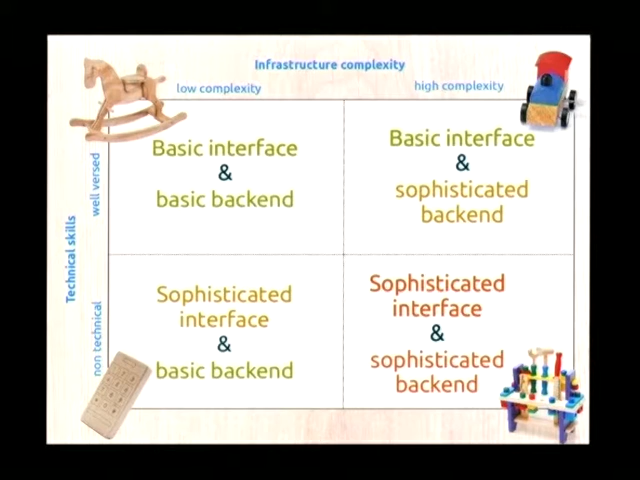 Infrastructure complexity
low complexity
high complexity
Technical skills
well versed
non technical
Basic interface
&
basic backend
Basic interface
&
sophisticated
backend
Sophisticated
interface
&
basic backend
Sophisticated
interface
&
sophisticated
backend